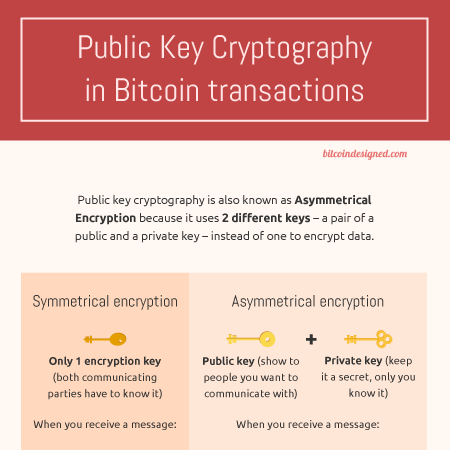 Public Key Cryptography
in Bitcoin transactions
bitcoindesigned.com
Public key cryptography is also known as Asymmetrical
Encryption because it uses 2 different keys – a pair of a
public and a private key – instead of one to encrypt data.
Symmetrical encryption
Only 1 encryption key
(both communicating
parties have to know it)
When you receive a message:
Asymmetrical encryption
+
Public key (show to
people you want to
communicate with)
Private key (keep
it a secret, only you
know it)
When you receive a message: